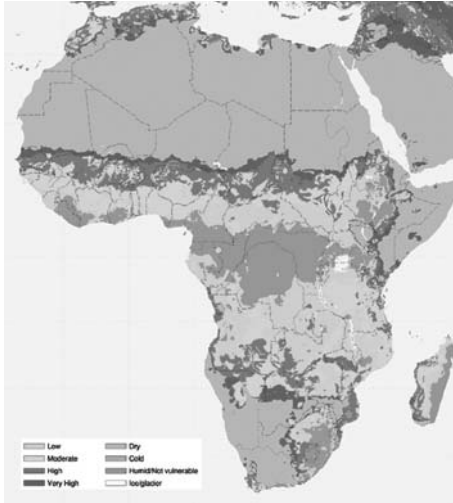 Low
Moderate
High
Very High
Dry
Cold
Humid/Not vulnerable
Ice/glacier